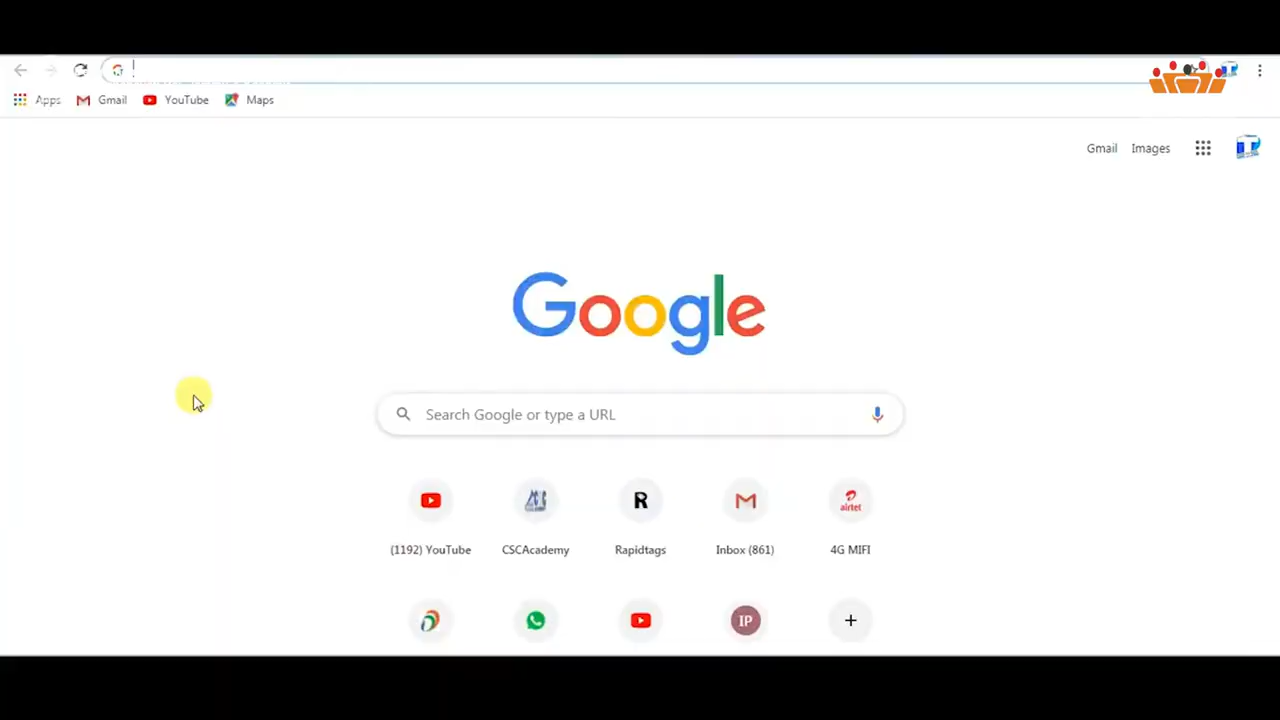 Apps Gmail YouTube Maps
Gmail Images
Google
Search Google or type a URL
airtel
(1192) YouTube CSCAcademy Rapidtags Inbox (861) 4G MIFI
IP